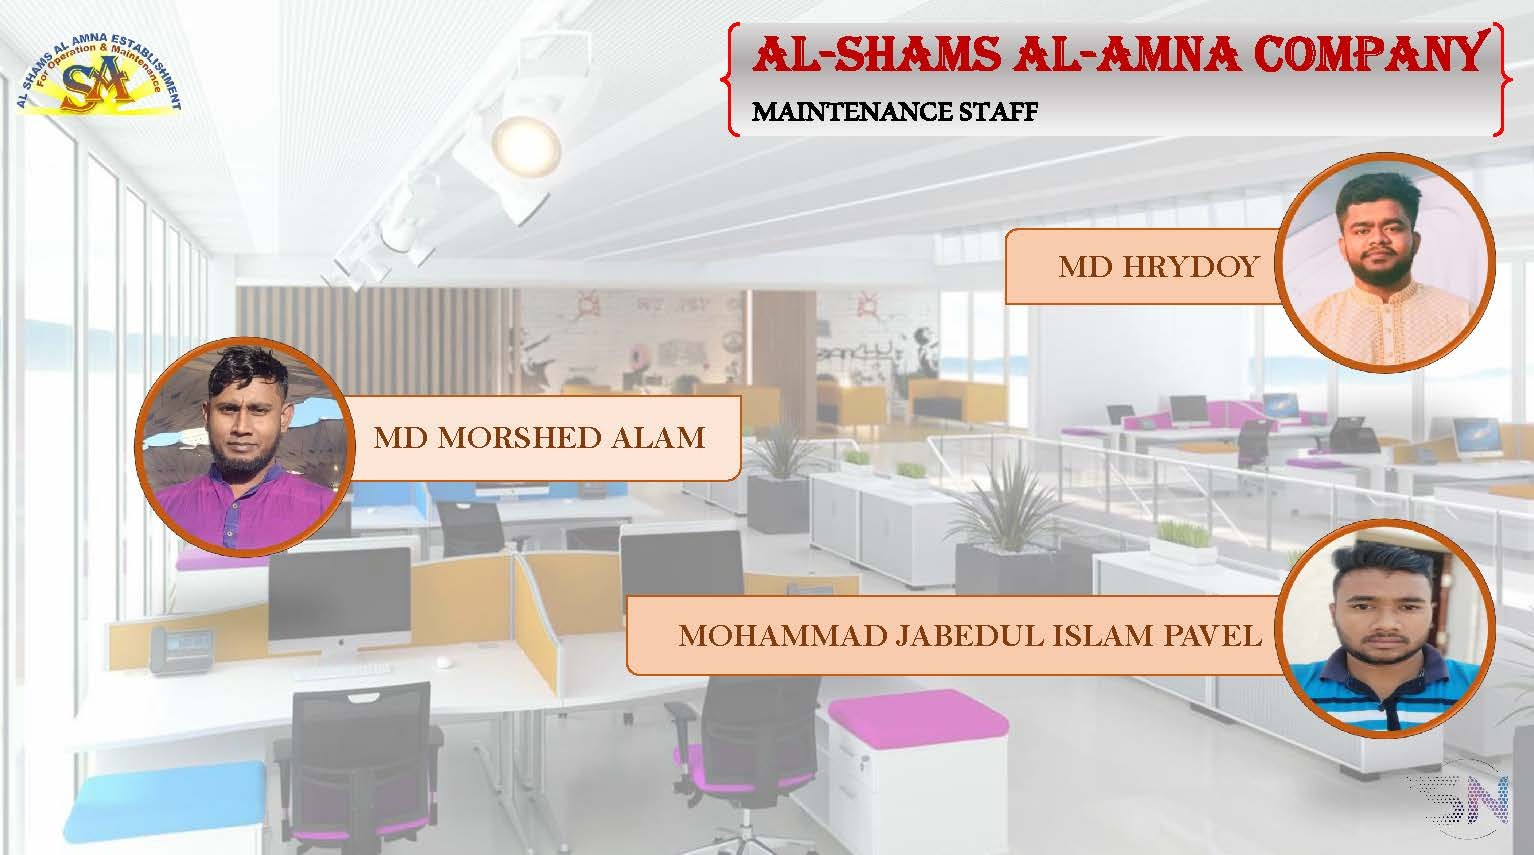 AL SHAMS AL AMNA ESTABLISHMENT
For Operation & Maintenance
SA
AL-SHAMS AL-AMNA COMPANY
MAINTENANCE STAFF
MD HRYDOY
MD MORSHED ALAM
MOHAMMAD JABEDUL ISLAM PAVEL
SN